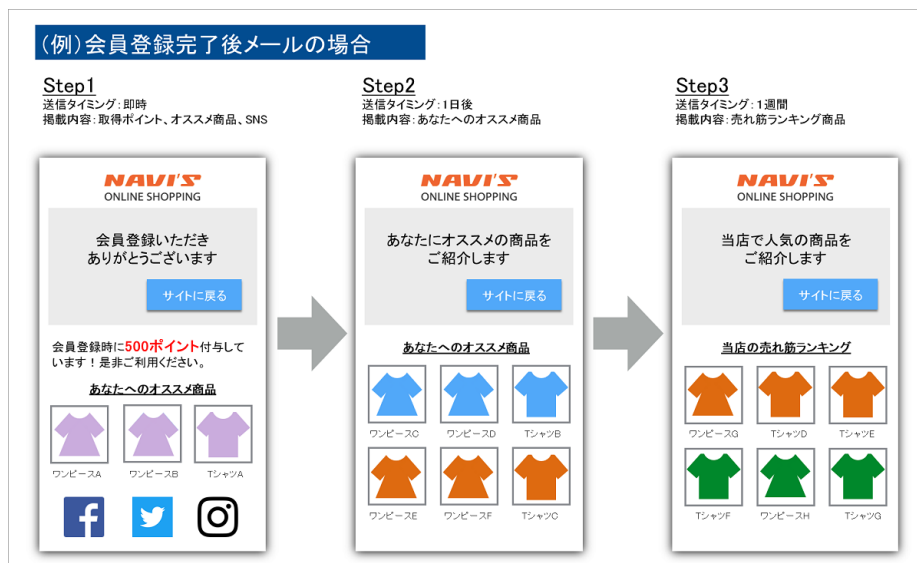 (例)会員登録完了後メールの場合
Step1
送信タイミング:即時
掲載内容:取得ポイント、オススメ商品、SNS
NAVI'S
ONLINE SHOPPING
会員登録いただき
ありがとうございます
サイトに戻る
会員登録時に500ポイント付与して
います!是非ご利用ください。
あなたへのオススメ商品
ワンピースA ワンピースB TシャツA
Step2
送信タイミング:1日後
掲載内容:あなたへのオススメ商品
NAVI'S
ONLINE SHOPPING
あなたにオススメの商品を
ご紹介します
サイトに戻る
あなたへのオススメ商品
ワンピースC ワンピースD TシャツB
ワンピースE ワンピースF TシャツC
Step3
送信タイミング:1週間
掲載内容:売れ筋ランキング商品
NAVI'S
ONLINE SHOPPING
当店で人気の商品を
ご紹介します
サイトに戻る
当店の売れ筋ランキング
ワンピースG TシャツD TシャツE
TシャツF ワンピースH TシャツG